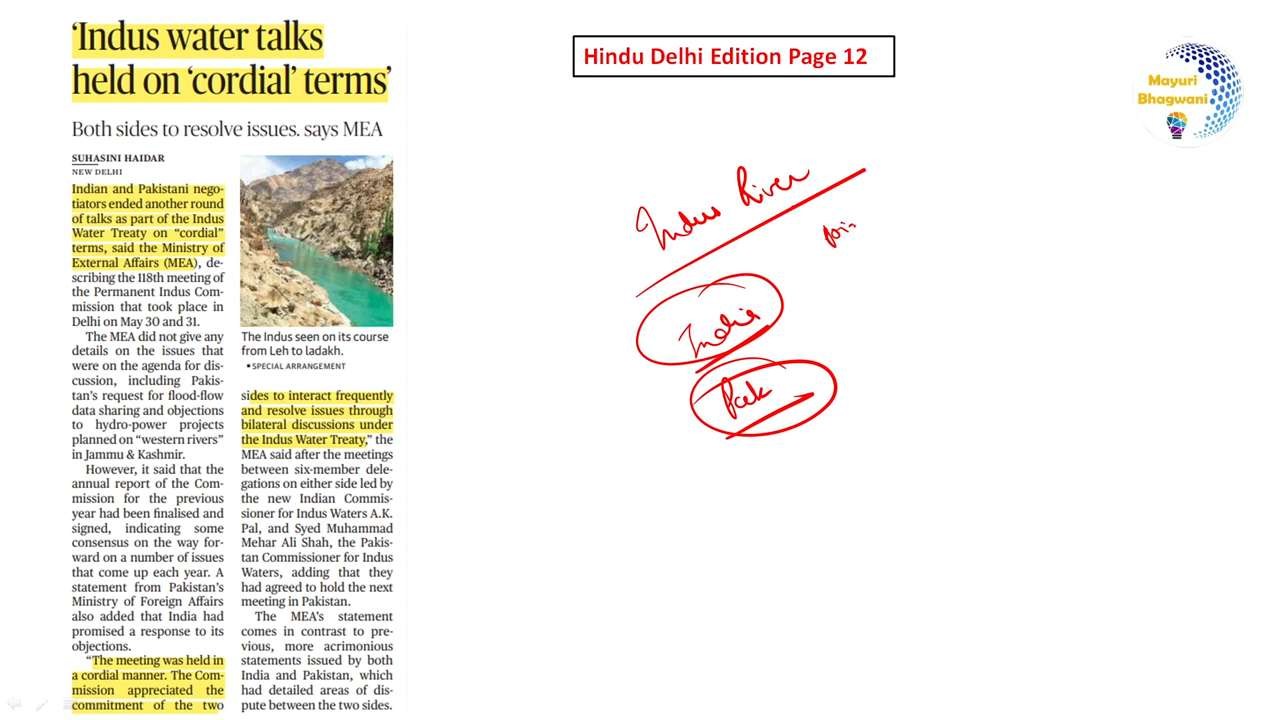 ‘Indus water talks
held on ‘cordial’ terms’
Both sides to resolve issues. says MEA
SUHASINI HAIDAR
NEW DELHI
Indian and Pakistani nego-
tiators ended another round
of talks as part of the Indus
Water Treaty on “cordial”
terms, said the Ministry of
External Affairs (MEA), de-
scribing the 118th meeting of
the Permanent Indus Com-
mission that took place in
Delhi on May 30 and 31.
The MEA did not give any
details on the issues that
were on the agenda for dis-
cussion, including Pakis-
tan’s request for flood-flow
data sharing and objections
to hydro-power projects
planned on “western rivers”
in Jammu & Kashmir.
However, it said that the
annual report of the Com-
mission for the previous
year had been finalised and
signed, indicating some
consensus on the way for-
ward on a number of issues
that come up each year. A
statement from Pakistan’s
Ministry of Foreign Affairs
also added that India had
promised a response to its
objections.
“The meeting was held in
a cordial manner. The Com-
mission appreciated the
commitment of the two
The Indus seen on its course
from Leh to ladakh.
• SPECIAL ARRANGEMENT
sides to interact frequently
and resolve issues through
bilateral discussions under
the Indus Water Treaty,” the
MEA said after the meetings
between six-member dele-
gations on either side led by
the new Indian Commis-
sioner for Indus Waters A.K.
Pal, and Syed Muhammad
Mehar Ali Shah, the Pakis-
tan Commissioner for Indus
Waters, adding that they
had agreed to hold the next
meeting in Pakistan.
The MEA’s statement
comes in contrast to pre-
vious, more acrimonious
statements issued by both
India and Pakistan, which
had detailed areas of dis-
pute between the two sides.
Hindu Delhi Edition Page 12
Indus River
India
Pak
Mayuri
Bhagwani